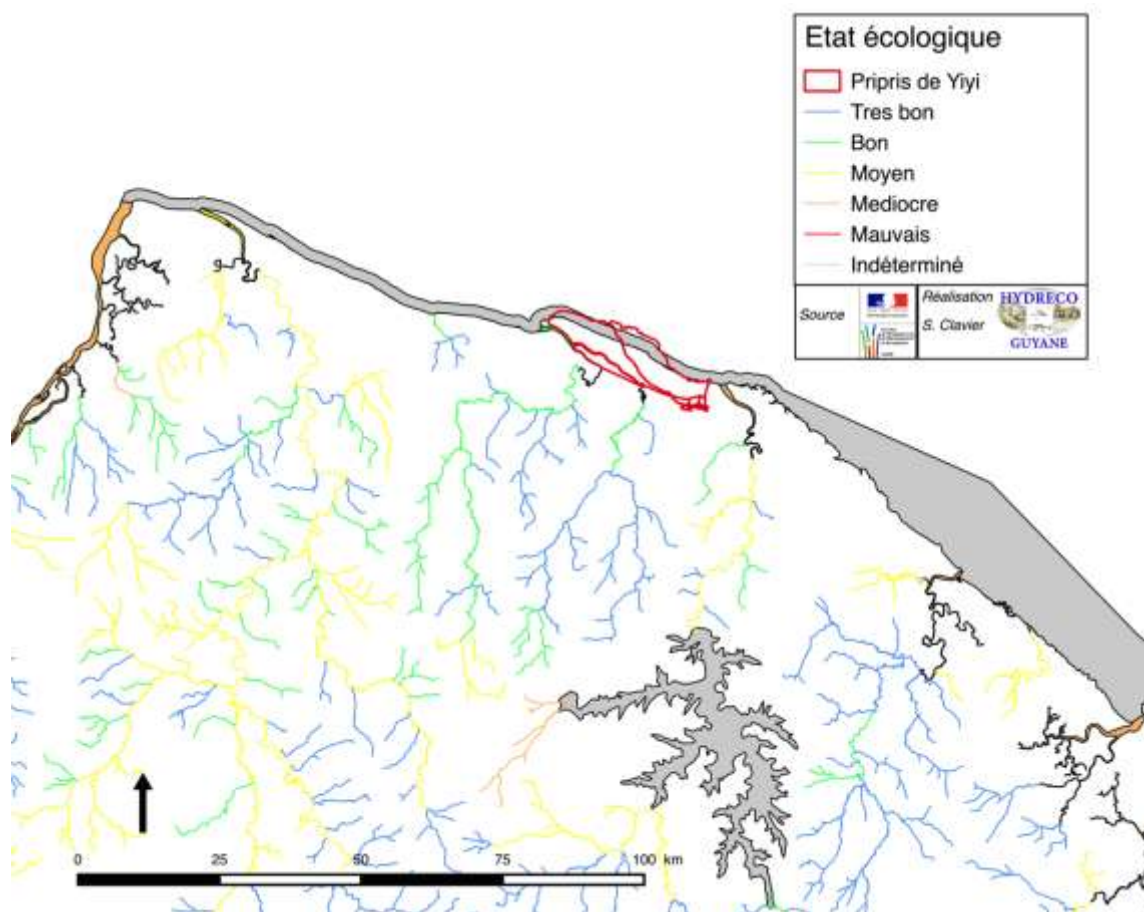 Etat écologique
Pripris de Yiyi
Tres bon
Bon
Moyen
Mediocre
Mauvais
Indéterminé
Source
Réalisation
S. Clavier
HYDRECO
GUYANE
0 25 50 75 100 km